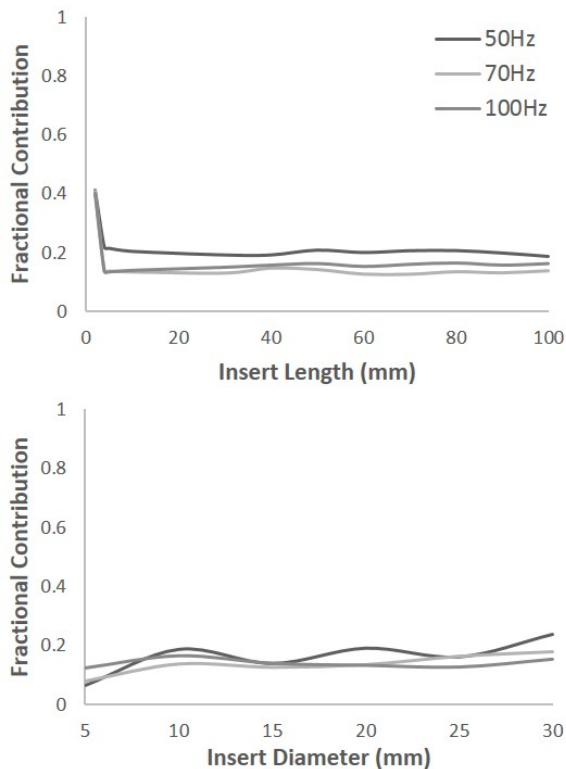 1
0.8
0.6
0.4
0.2
0
Fractional Contribution
50Hz
70Hz
100Hz
0 20 40 60 80 100
Insert Length (mm)
1
0.8
0.6
0.4
0.2
0
Fractional Contribution
5 10 15 20 25 30
Insert Diameter (mm)